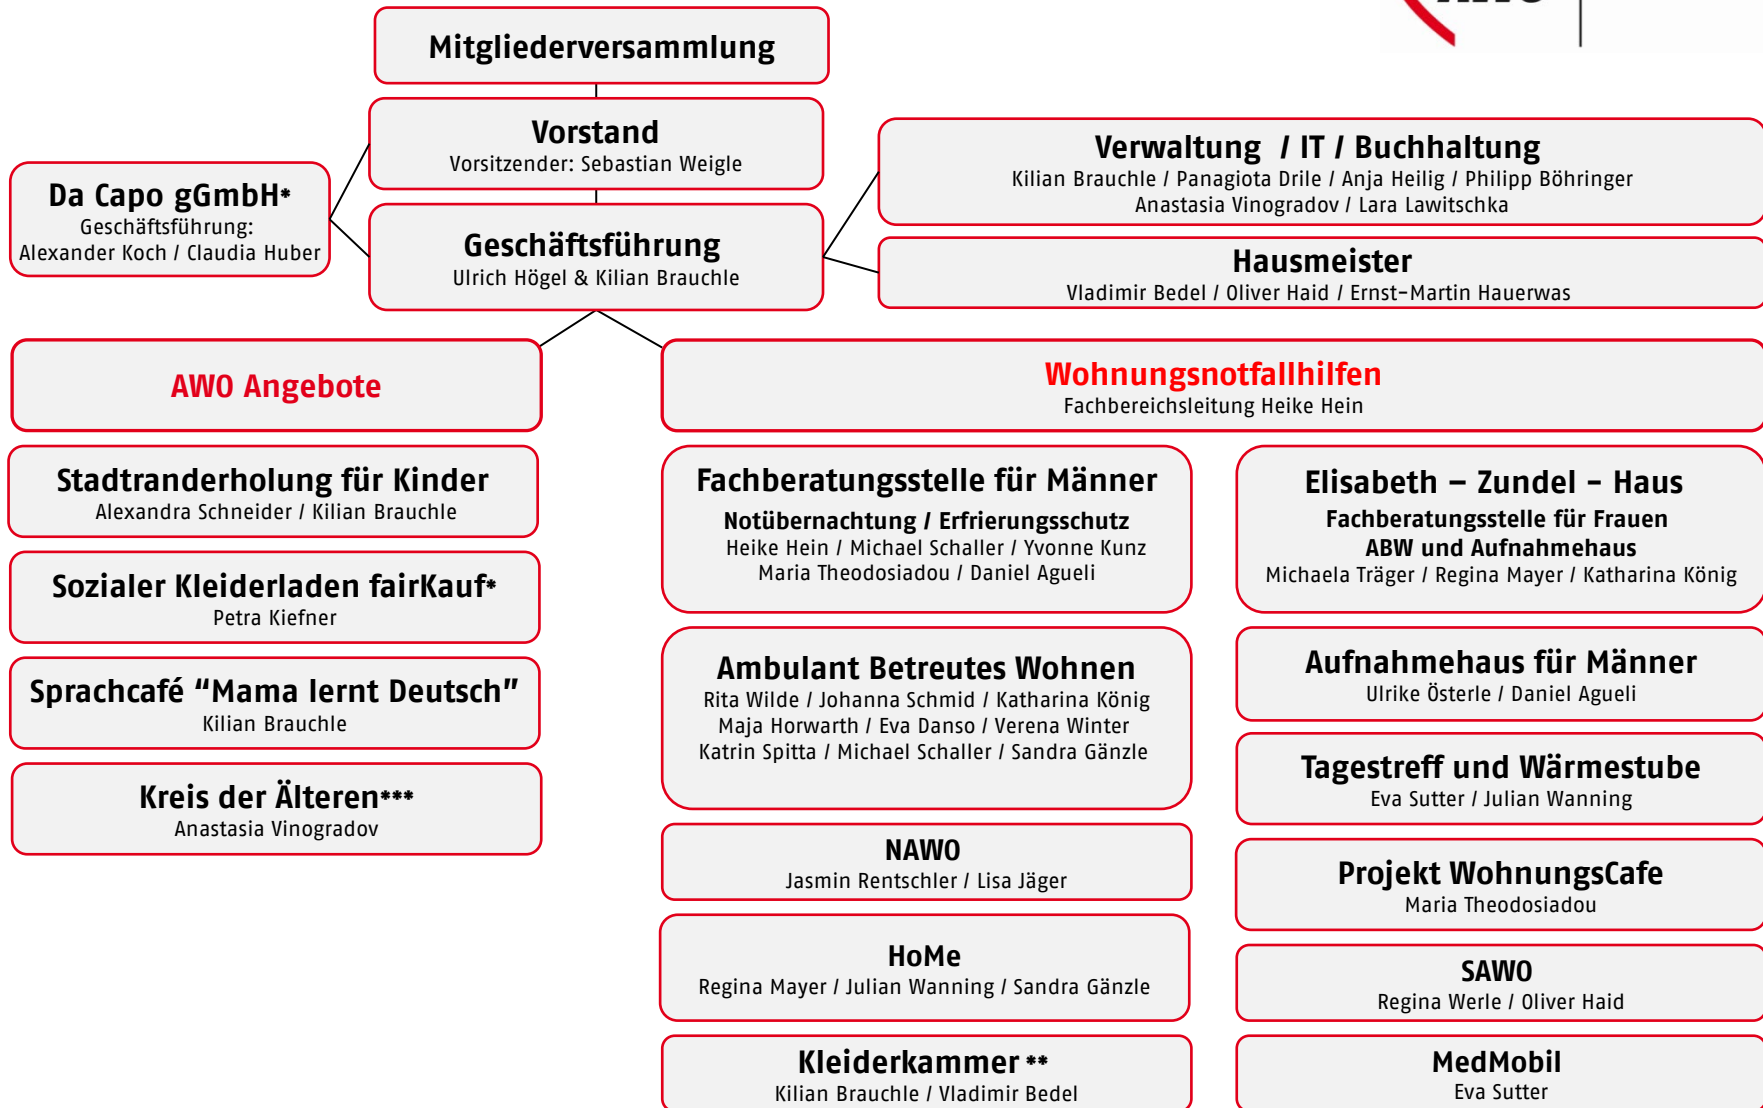 Mitgliederversammlung
Vorstand
Vorsitzender: Sebastian Weigle
Da Capo gGmbH*
Geschäftsführung:
Alexander Koch / Claudia Huber
Geschäftsführung
Ulrich Högel & Kilian Brauchle
Verwaltung / IT / Buchhaltung
Kilian Brauchle / Panagiota Drile / Anja Heilig / Philipp Böhringer
Anastasia Vinogradov / Lara Lawitschka
Hausmeister
Vladimir Bedel / Oliver Haid / Ernst-Martin Hauerwas
AWO Angebote
Stadtranderholung für Kinder
Alexandra Schneider / Kilian Brauchle
Sozialer Kleiderladen fairKauf*
Petra Kiefner
Sprachcafé “Mama lernt Deutsch”
Kilian Brauchle
Kreis der Älteren***
Anastasia Vinogradov
Wohnungsnotfallhilfen
Fachbereichsleitung Heike Hein
Fachberatungsstelle für Männer
Notübernachtung / Erfrierungsschutz
Heike Hein / Michael Schaller / Yvonne Kunz
Maria Theodosiadou / Daniel Agueli
Ambulant Betreutes Wohnen
Rita Wilde / Johanna Schmid / Katharina König
Maja Horwarth / Eva Danso / Verena Winter
Katrin Spitta / Michael Schaller / Sandra Gänzle
NAWO
Jasmin Rentschler / Lisa Jäger
HoMe
Regina Mayer / Julian Wanning / Sandra Gänzle
Kleiderkammer **
Kilian Brauchle / Vladimir Bedel
Elisabeth – Zundel - Haus
Fachberatungsstelle für Frauen
ABW und Aufnahmehaus
Michaela Träger / Regina Mayer / Katharina König
Aufnahmehaus für Männer
Ulrike Österle / Daniel Agueli
Tagestreff und Wärmestube
Eva Sutter / Julian Wanning
Projekt WohnungsCafe
Maria Theodosiadou
SAWO
Regina Werle / Oliver Haid
MedMobil
Eva Sutter